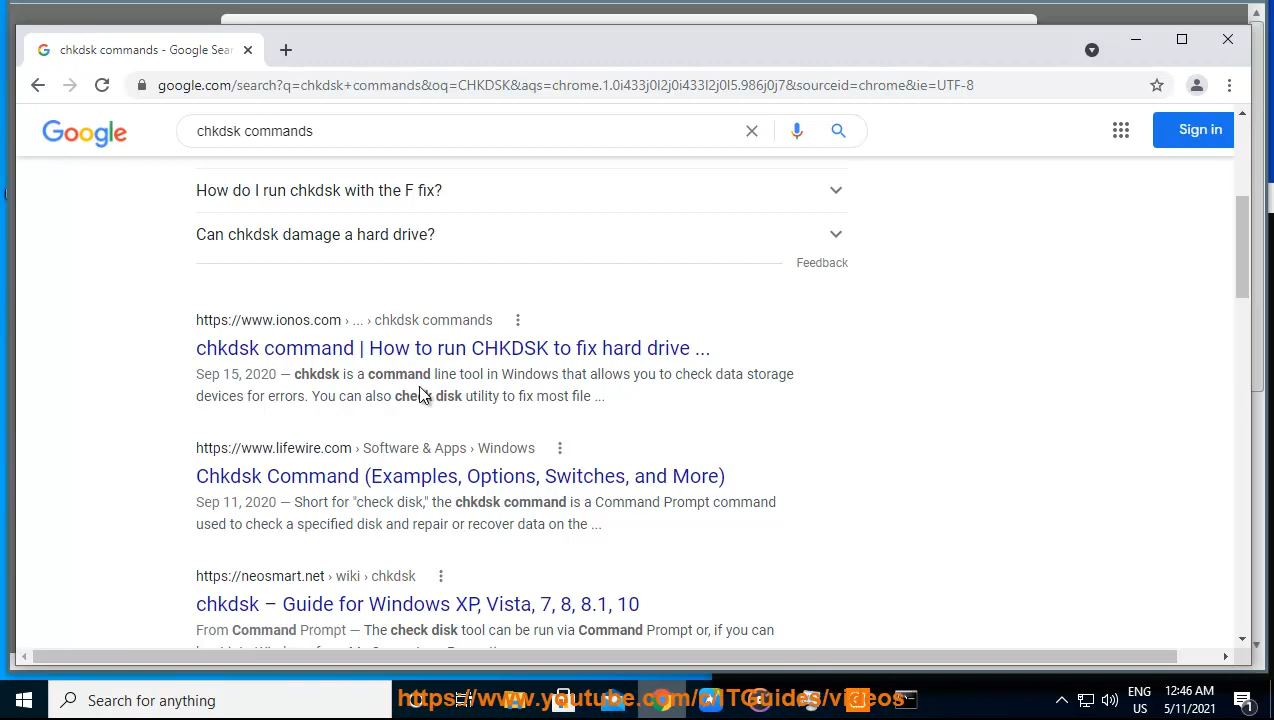 chkdsk commands - Google Sear
google.com/search?q=chkdsk+commands&oq=CHKDSK&aqs=chrome.1.0i433j0l2j0i433l2j0l5.986j0j7&sourceid=chrome&ie=UTF-8
Google
chkdsk commands
Sign in
How do I run chkdsk with the F fix?
Can chkdsk damage a hard drive?
Feedback
https://www.ionos.com › ... › chkdsk commands
chkdsk command | How to run CHKDSK to fix hard drive ...
Sep 15, 2020 — chkdsk is a command line tool in Windows that allows you to check data storage
devices for errors. You can also check disk utility to fix most file ...
https://www.lifewire.com › Software & Apps › Windows
Chkdsk Command (Examples, Options, Switches, and More)
Sep 11, 2020 — Short for "check disk," the chkdsk command is a Command Prompt command
used to check a specified disk and repair or recover data on the ...
https://neosmart.net › wiki › chkdsk
chkdsk – Guide for Windows XP, Vista, 7, 8, 8.1, 10
From Command Prompt — The check disk tool can be run via Command Prompt or, if you can
Search for anything
https://www.youtube.com/c/ITGuides/videos
ENG
US
12:46 AM
5/11/2021
1